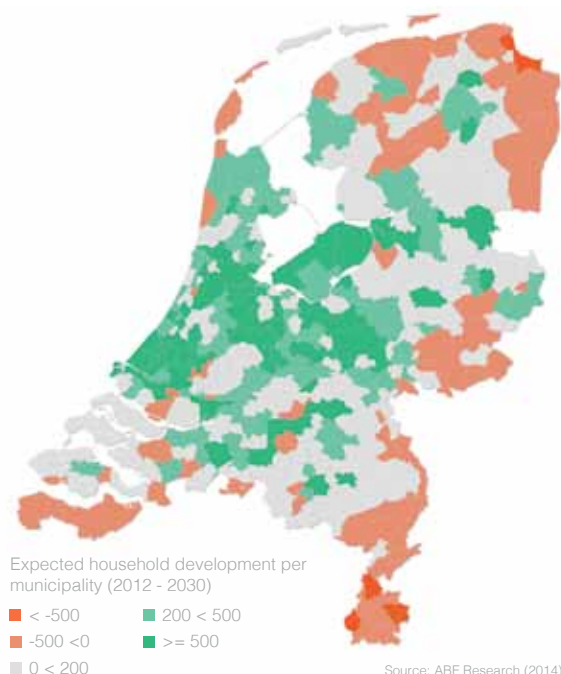 Expected household development per
municipality (2012 - 2030)
< -500
-500 <0
0 < 200
200 < 500
>= 500
Source: ABF Research (2014)